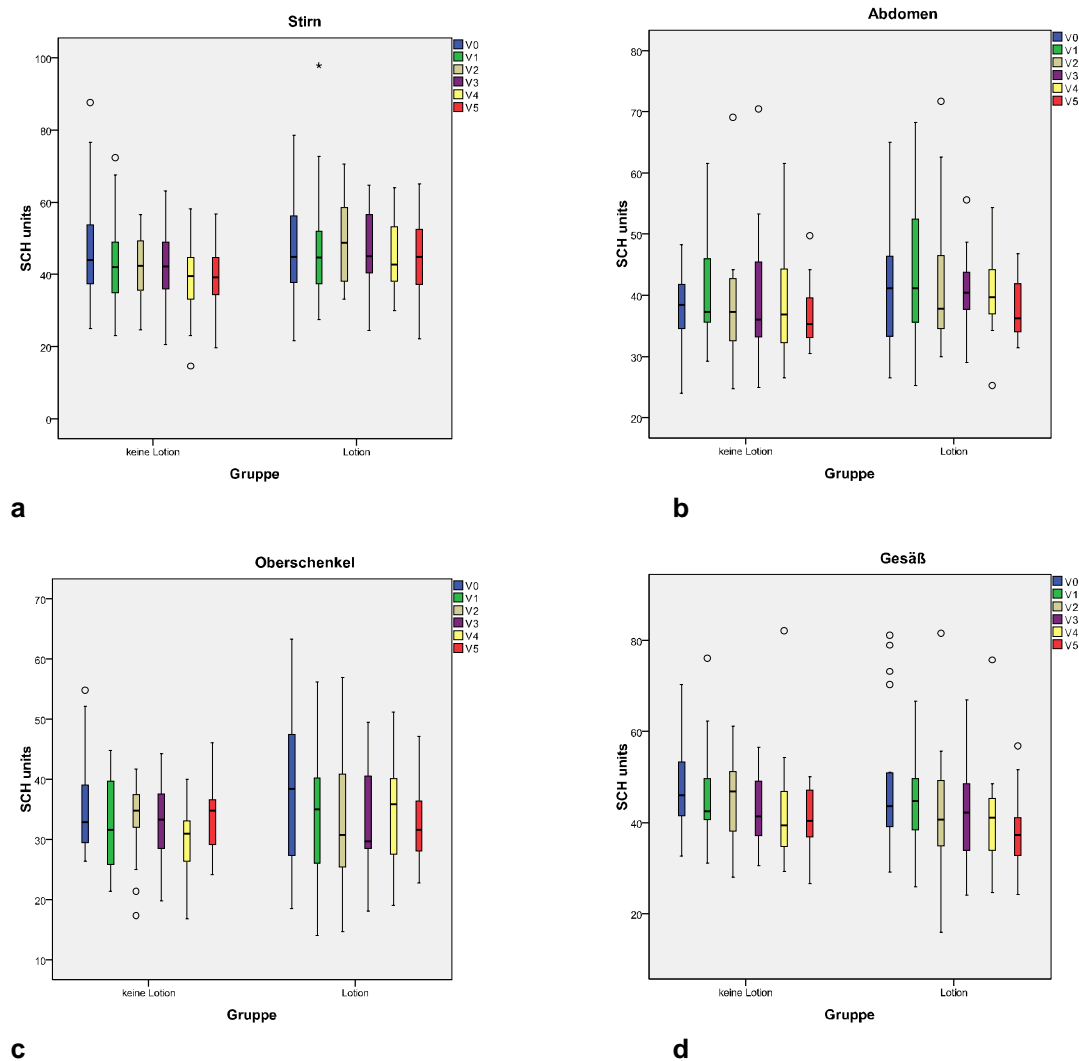 Stirn
V0
V1
V2
V3
V4
V5
100
80
60
40
20
0
SCH units
keine Lotion
Lotion
Gruppe
a
Abdomen
V0
V1
V2
V3
V4
V5
80
70
60
50
40
30
20
SCH units
keine Lotion
Lotion
Gruppe
b
Oberschenkel
V0
V1
V2
V3
V4
V5
70
60
50
40
30
20
10
SCH units
keine Lotion
Lotion
Gruppe
c
Gesäß
V0
V1
V2
V3
V4
V5
80
60
40
20
SCH units
keine Lotion
Lotion
Gruppe
d